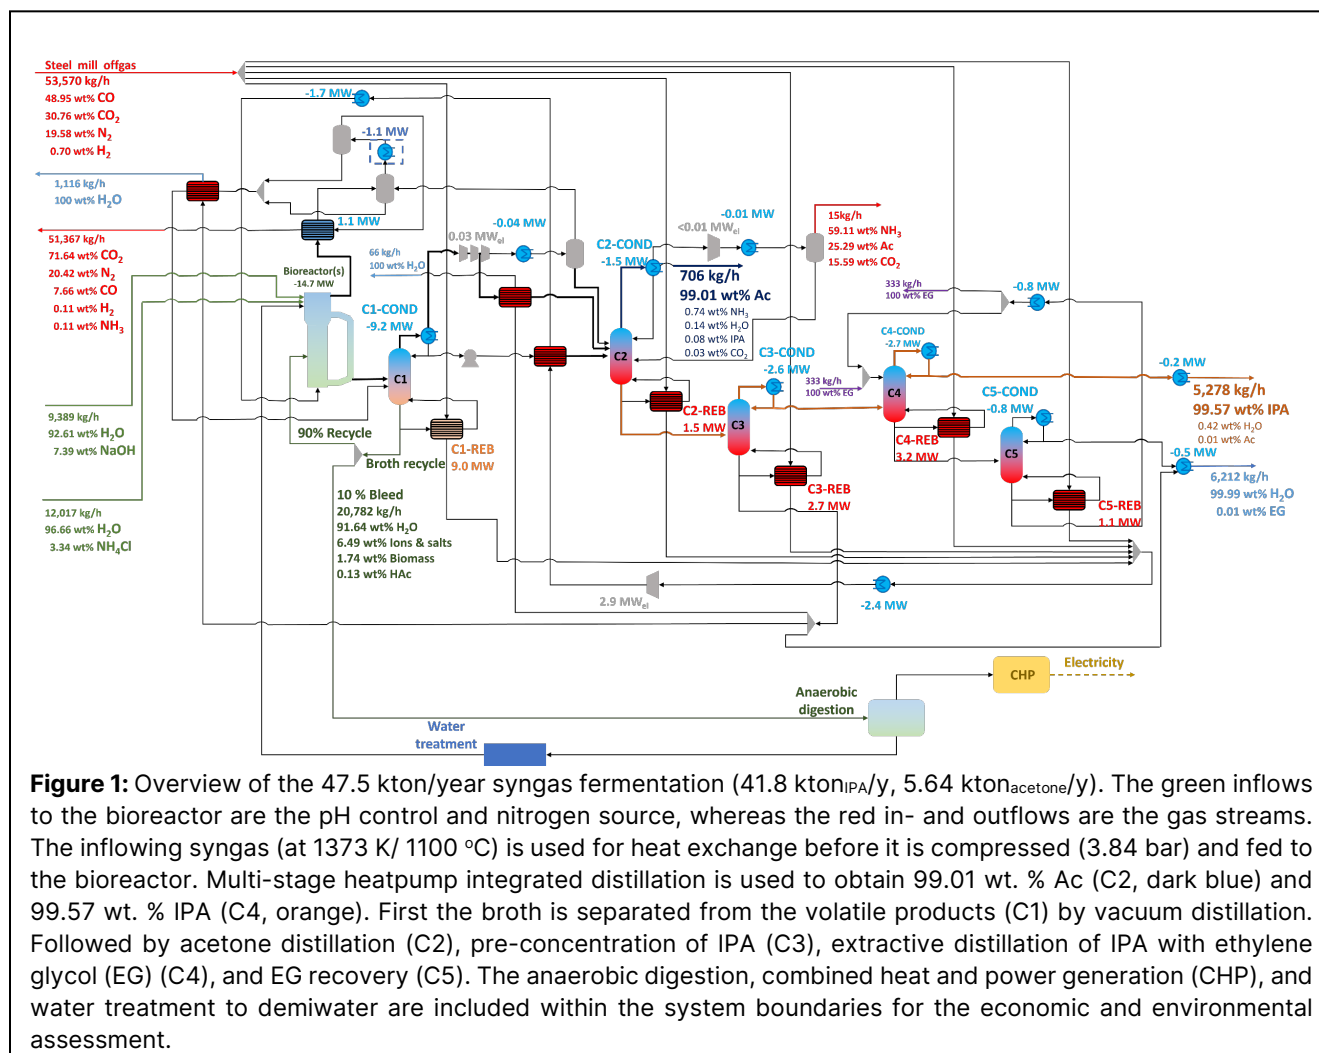 Steel mill offgas
53,570 kg/h
48.95 wt% CO
30.76 wt% CO2
19.58 wt% N2
0.70 wt% H2
-1.7 MW
-1.1 MW
1,116 kg/h
100 wt% H2O
1.1 MW
51,367 kg/h
71.64 wt% CO2
20.42 wt% N2
7.66 wt% CO
0.11 wt% H2
0.11 wt% NH3
Bioreactor(s)
-14.7 MW
66 kg/h
100 wt% H2O
0.03 MWel
-0.04 MW
C1-COND
-9.2 MW
C1
C2-COND
-1.5 MW
<0.01 MWel
-0.01 MW
15kg/h
59.11 wt% NH3
25.29 wt% Ac
15.59 wt% CO2
706 kg/h
99.01 wt% Ac
0.74 wt% NH3
0.14 wt% H2O
0.08 wt% IPA
0.03 wt% CO2
C2
333 kg/h
100 wt% EG
-0.8 MW
C4-COND
-2.7 MW
C3-COND
-2.6 MW
333 kg/h
100 wt% EG
C4
-0.2 MW
5,278 kg/h
99.57 wt% IPA
0.42 wt% H2O
0.01 wt% Ac
C5-COND
-0.8 MW
C2-REB
1.5 MW
C3
C4-REB
3.2 MW
C5
-0.5 MW
6,212 kg/h
99.99 wt% H2O
0.01 wt% EG
C3-REB
2.7 MW
C5-REB
1.1 MW
9,389 kg/h
92.61 wt% H2O
7.39 wt% NaOH
90% Recycle
Broth recycle
C1-REB
9.0 MW
10 % Bleed
20,782 kg/h
91.64 wt% H2O
6.49 wt% Ions & salts
1.74 wt% Biomass
0.13 wt% HAc
12,017 kg/h
96.66 wt% H2O
3.34 wt% NH4Cl
2.9 MWel
-2.4 MW
CHP
Electricity
Anaerobic
digestion
Water
treatment
Figure 1: Overview of the 47.5 kton/year syngas fermentation (41.8 ktonIPA/y, 5.64 ktonacetone/y). The green inflows
to the bioreactor are the pH control and nitrogen source, whereas the red in- and outflows are the gas streams.
The inflowing syngas (at 1373 K/ 1100 ºC) is used for heat exchange before it is compressed (3.84 bar) and fed to
the bioreactor. Multi-stage heatpump integrated distillation is used to obtain 99.01 wt. % Ac (C2, dark blue) and
99.57 wt. % IPA (C4, orange). First the broth is separated from the volatile products (C1) by vacuum distillation.
Followed by acetone distillation (C2), pre-concentration of IPA (C3), extractive distillation of IPA with ethylene
glycol (EG) (C4), and EG recovery (C5). The anaerobic digestion, combined heat and power generation (CHP), and
water treatment to demiwater are included within the system boundaries for the economic and environmental
assessment.